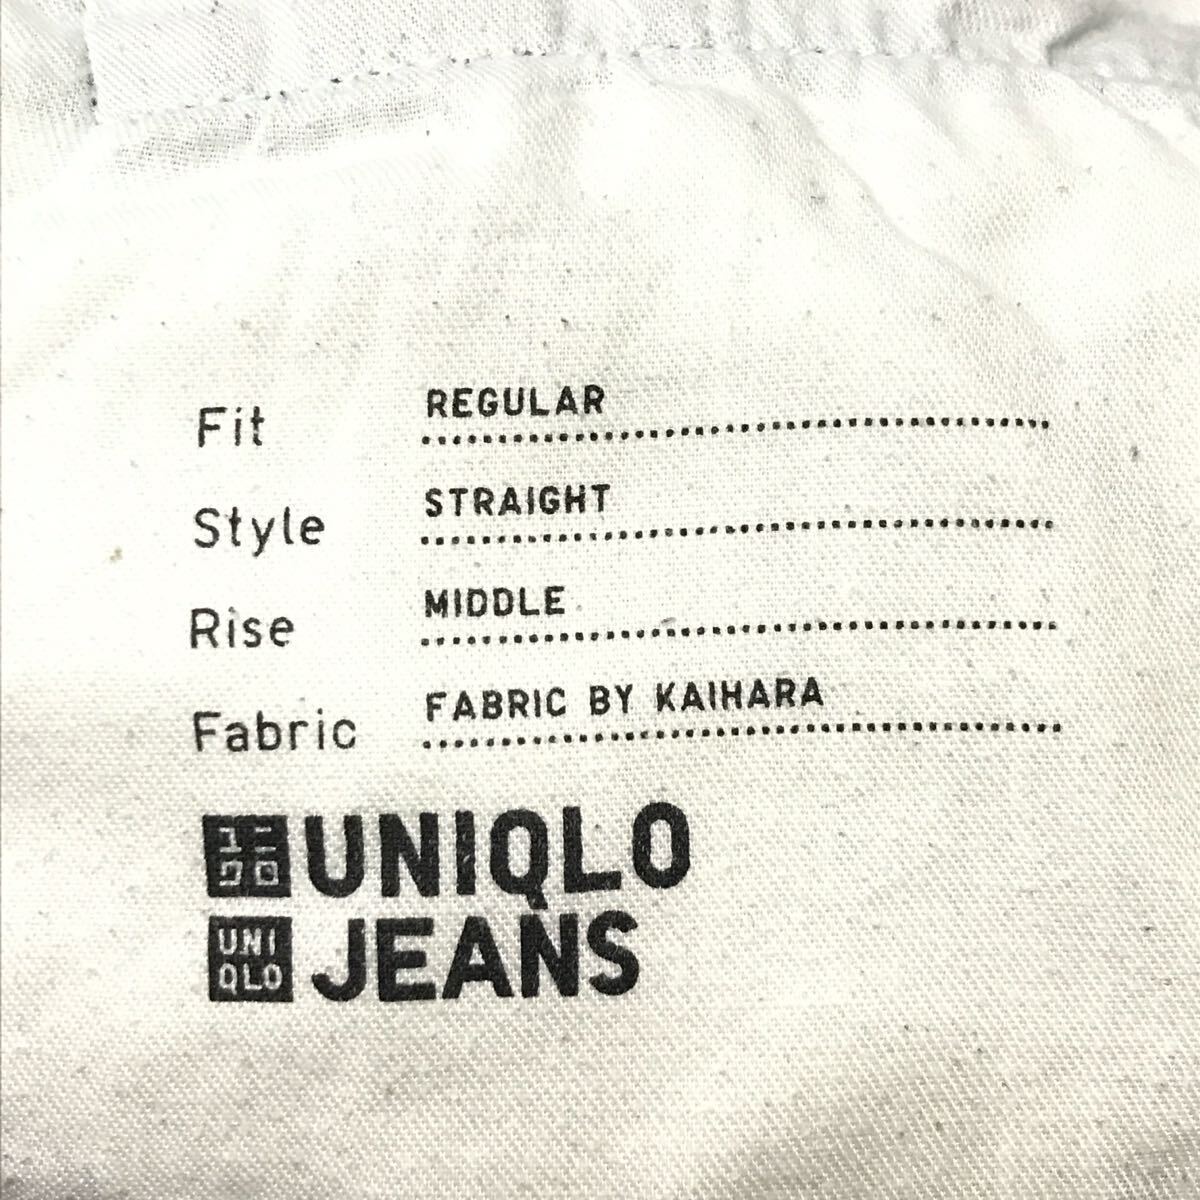 Fit REGULAR
Style STRAIGHT
Rise MIDDLE
Fabric FABRIC BY KAIHARA
ユニ
クロ
UNIQLO
UNI
QLO
JEANS